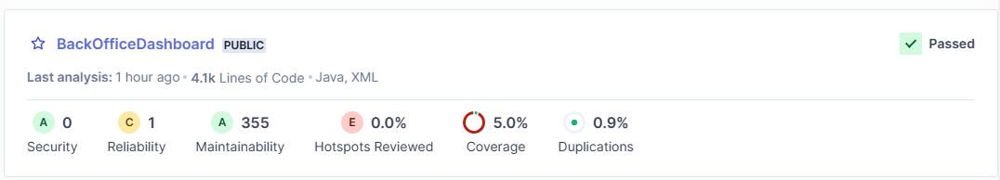 BackOfficeDashboard PUBLIC Passed
Last analysis: 1 hour ago • 4.1k Lines of Code • Java, XML
A 0 C 1 A 355 E 0.0% 5.0% 0.9%
Security Reliability Maintainability Hotspots Reviewed Coverage Duplications